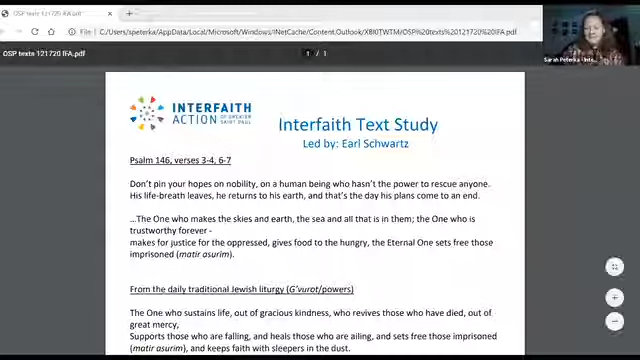 OSP texts 121720 IFA.pdf
File
C:/Users/speterka/AppData/Local/Microsoft/Windows/INetCache/Content.Outlook/X8KJTWTM/OSP%20texts%20121720%20IFA.pdf
OSP texts 121720 IFA.pdf
1 / 1
Sarah Peterka - Inte...
INTERFAITH
ACTION OF GREATER
SAINT PAUL
Interfaith Text Study
Led by: Earl Schwartz
Psalm 146, verses 3-4, 6-7
Don't pin your hopes on nobility, on a human being who hasn't the power to rescue anyone.
His life-breath leaves, he returns to his earth, and that's the day his plans come to an end.
...The One who makes the skies and earth, the sea and all that is in them; the One who is
trustworthy forever -
makes for justice for the oppressed, gives food to the hungry, the Eternal One sets free those
imprisoned (matir asurim).
From the daily traditional Jewish liturgy (G'vurot/powers)
The One who sustains life, out of gracious kindness, who revives those who have died, out of
great mercy,
Supports those who are falling, and heals those who are ailing, and sets free those imprisoned
(matir asurim), and keeps faith with sleepers in the dust.